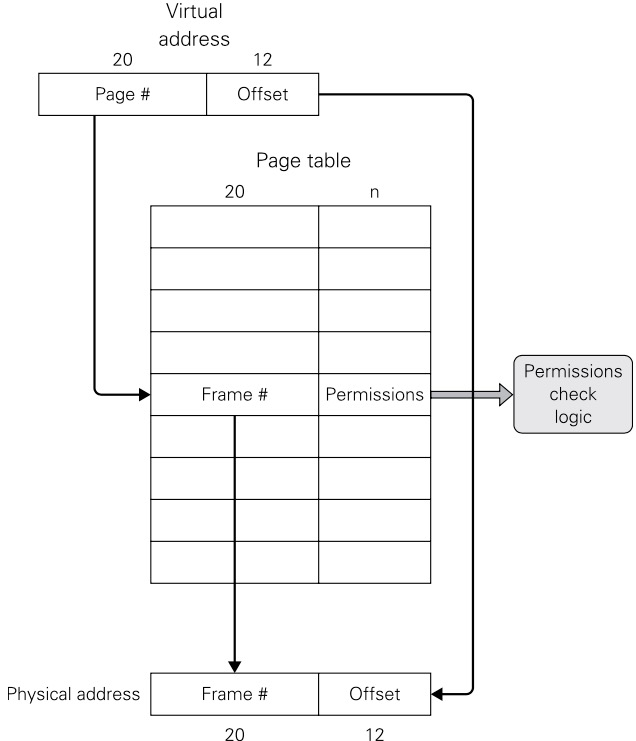 Virtual
address
20 12
Page # Offset
Page table
20 n
Frame # Permissions
Permissions
check
logic
Physical address Frame # Offset
20 12